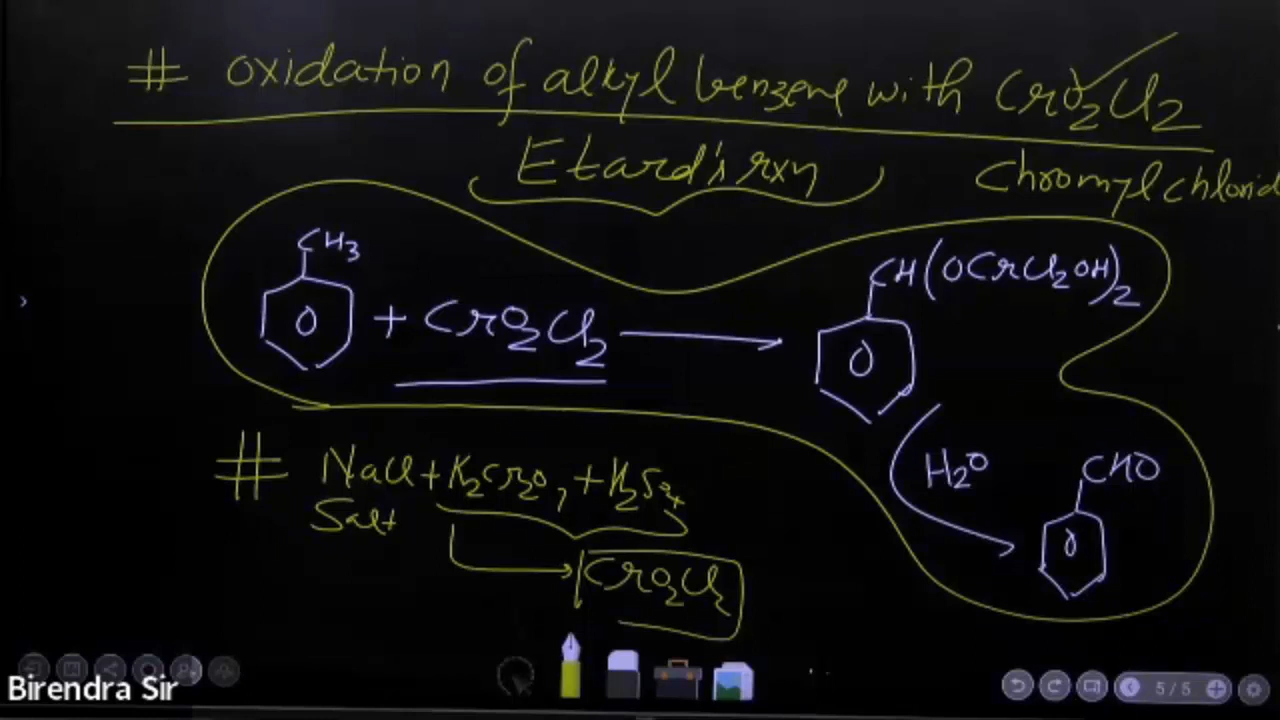 # oxidation of alkyl benzene with CrO2Cl2
Etard's rxn
Chromyl chlorid
CH3
+ CrO2Cl2
CH(OCrCl2OH)2
H2O
CHO
# NaCl + K2Cr2O7 + H2SO4
Salt
CrO2Cl2
Birendra Sir
5/5